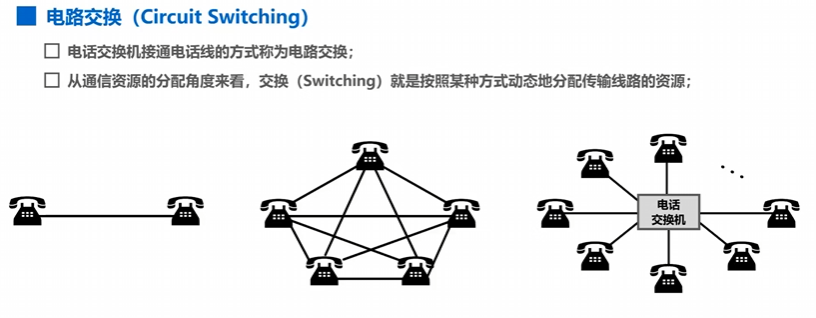 电路交换（Circuit Switching）
电话交换机接通电话线的方式称为电路交换；
从通信资源的分配角度来看，交换（Switching）就是按照某种方式动态地分配传输线路的资源；
电话
交换机